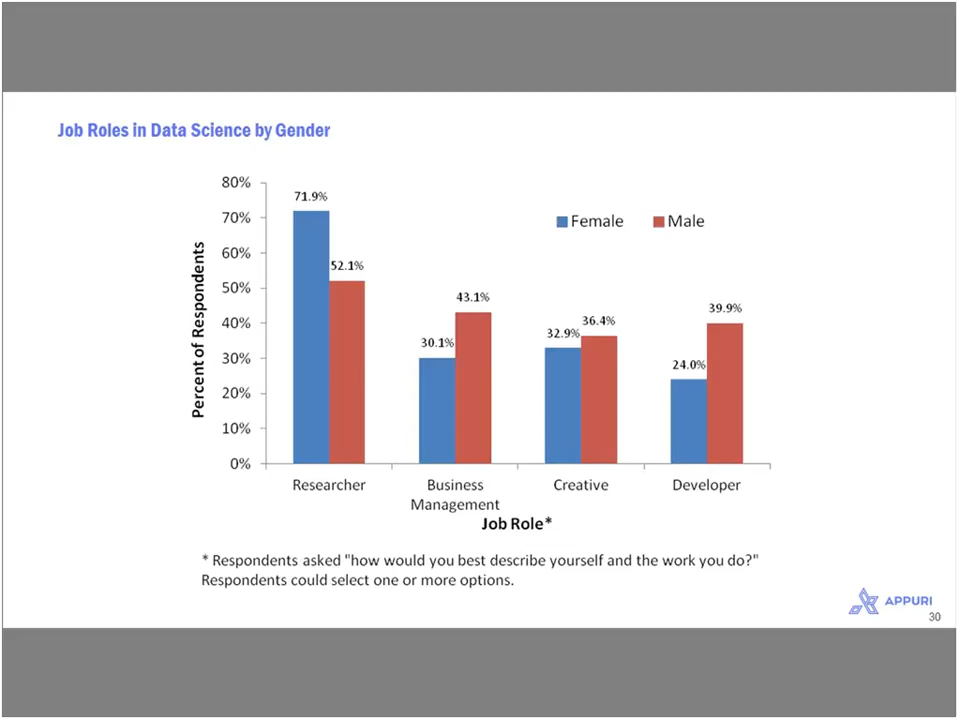 Job Roles in Data Science by Gender
80%
70%
60%
50%
40%
30%
20%
10%
0%
Percent of Respondents
Female
Male
71.9%
52.1%
30.1%
43.1%
32.9%
36.4%
24.0%
39.9%
Researcher
Business
Management
Creative
Developer
Job Role*
* Respondents asked "how would you best describe yourself and the work you do?"
Respondents could select one or more options.
APPURI
30